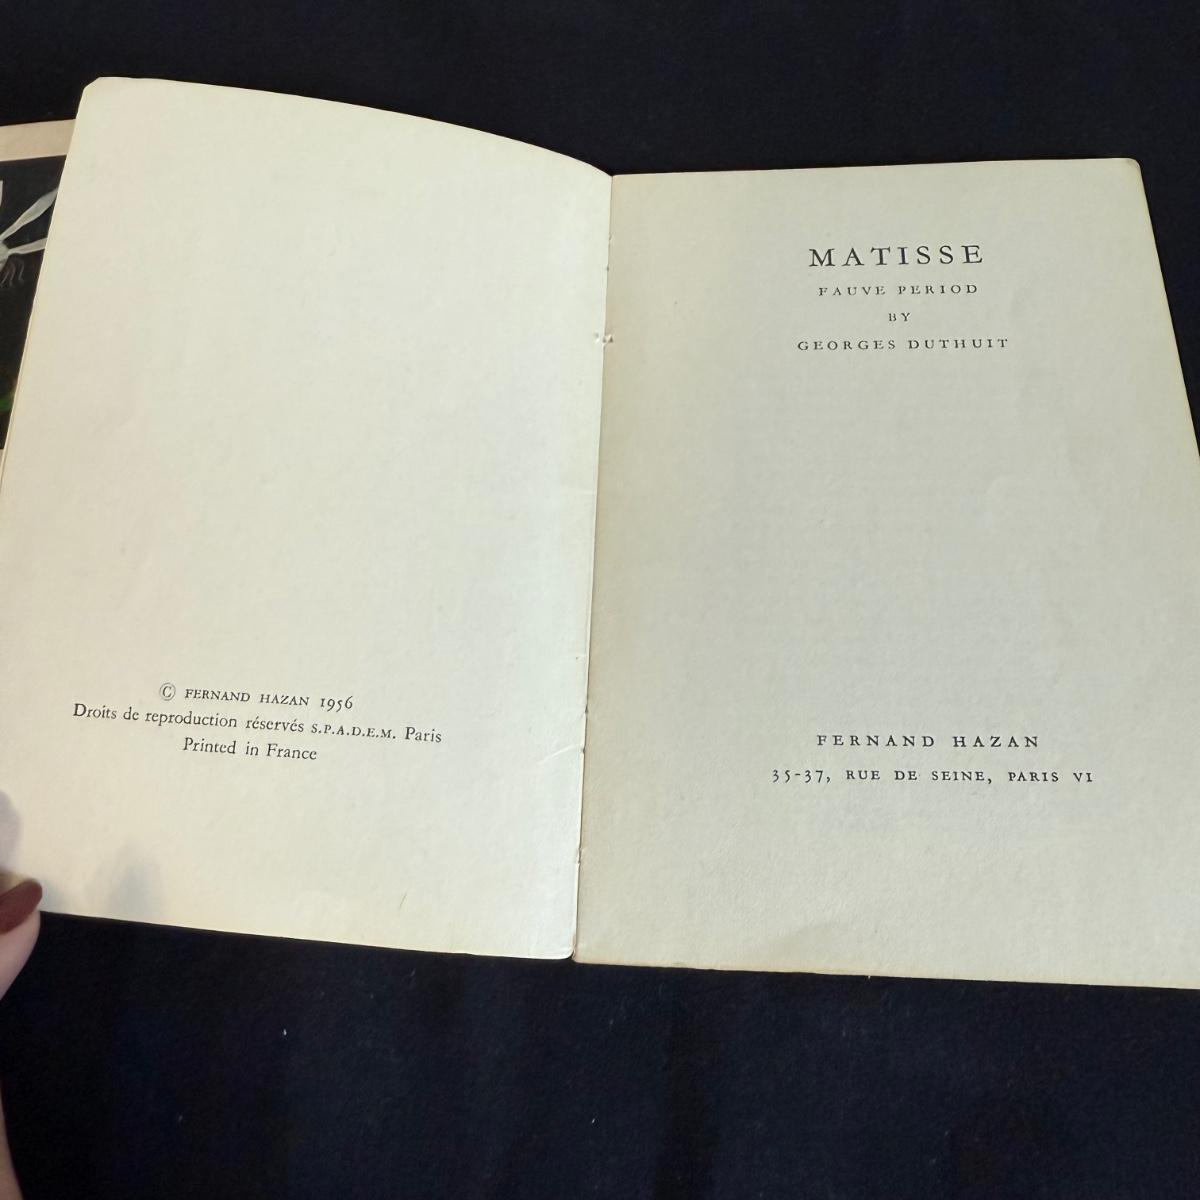 © FERNAND HAZAN 1956
Droits de reproduction réservés S.P.A.D.E.M. Paris
Printed in France
MATISSE
FAUVE PERIOD
BY
GEORGES DUTHUIT
FERNAND HAZAN
35-37, RUE DE SEINE, PARIS VI